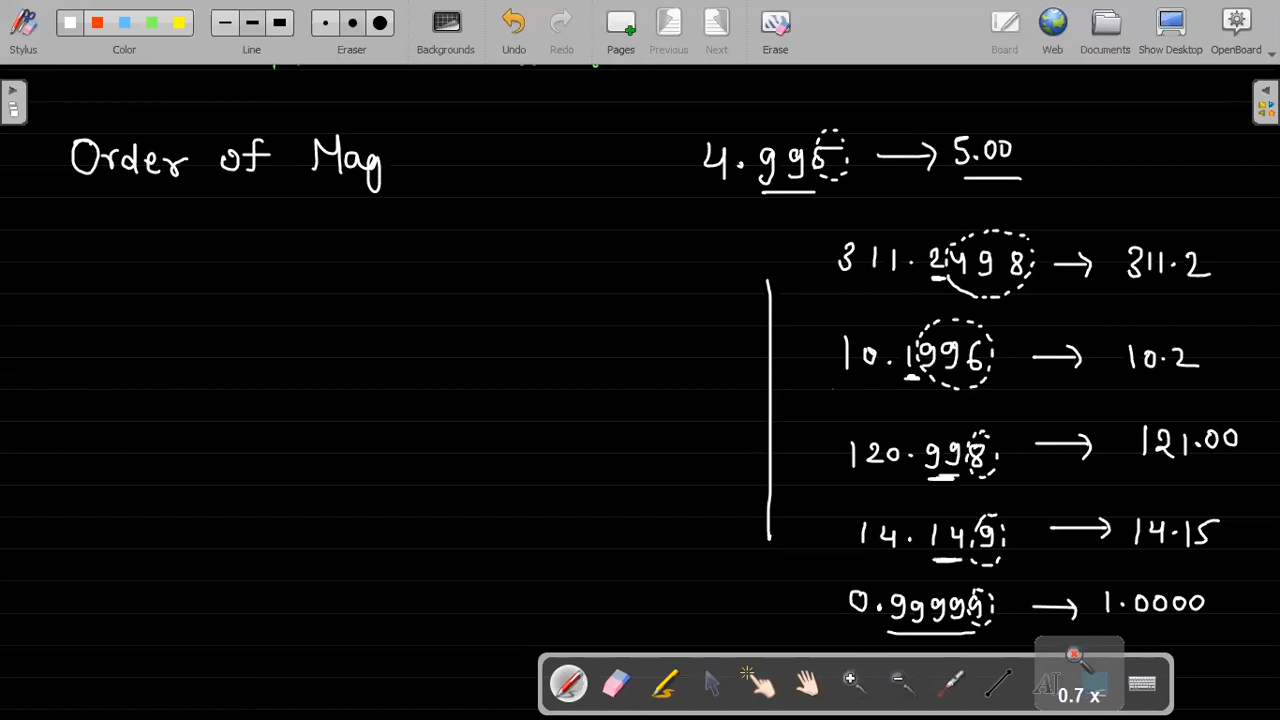 Stylus
Color
Line
Eraser
Backgrounds
Undo
Redo
Pages
Previous
Next
Erase
Board
Web
Documents
Show Desktop
OpenBoard
Order of Mag
4.995 → 5.00
311.2498 → 311.2
10.1996 → 10.2
120.998 → 121.00
14.149 → 14.15
0.99999 → 1.0000
0.7 x